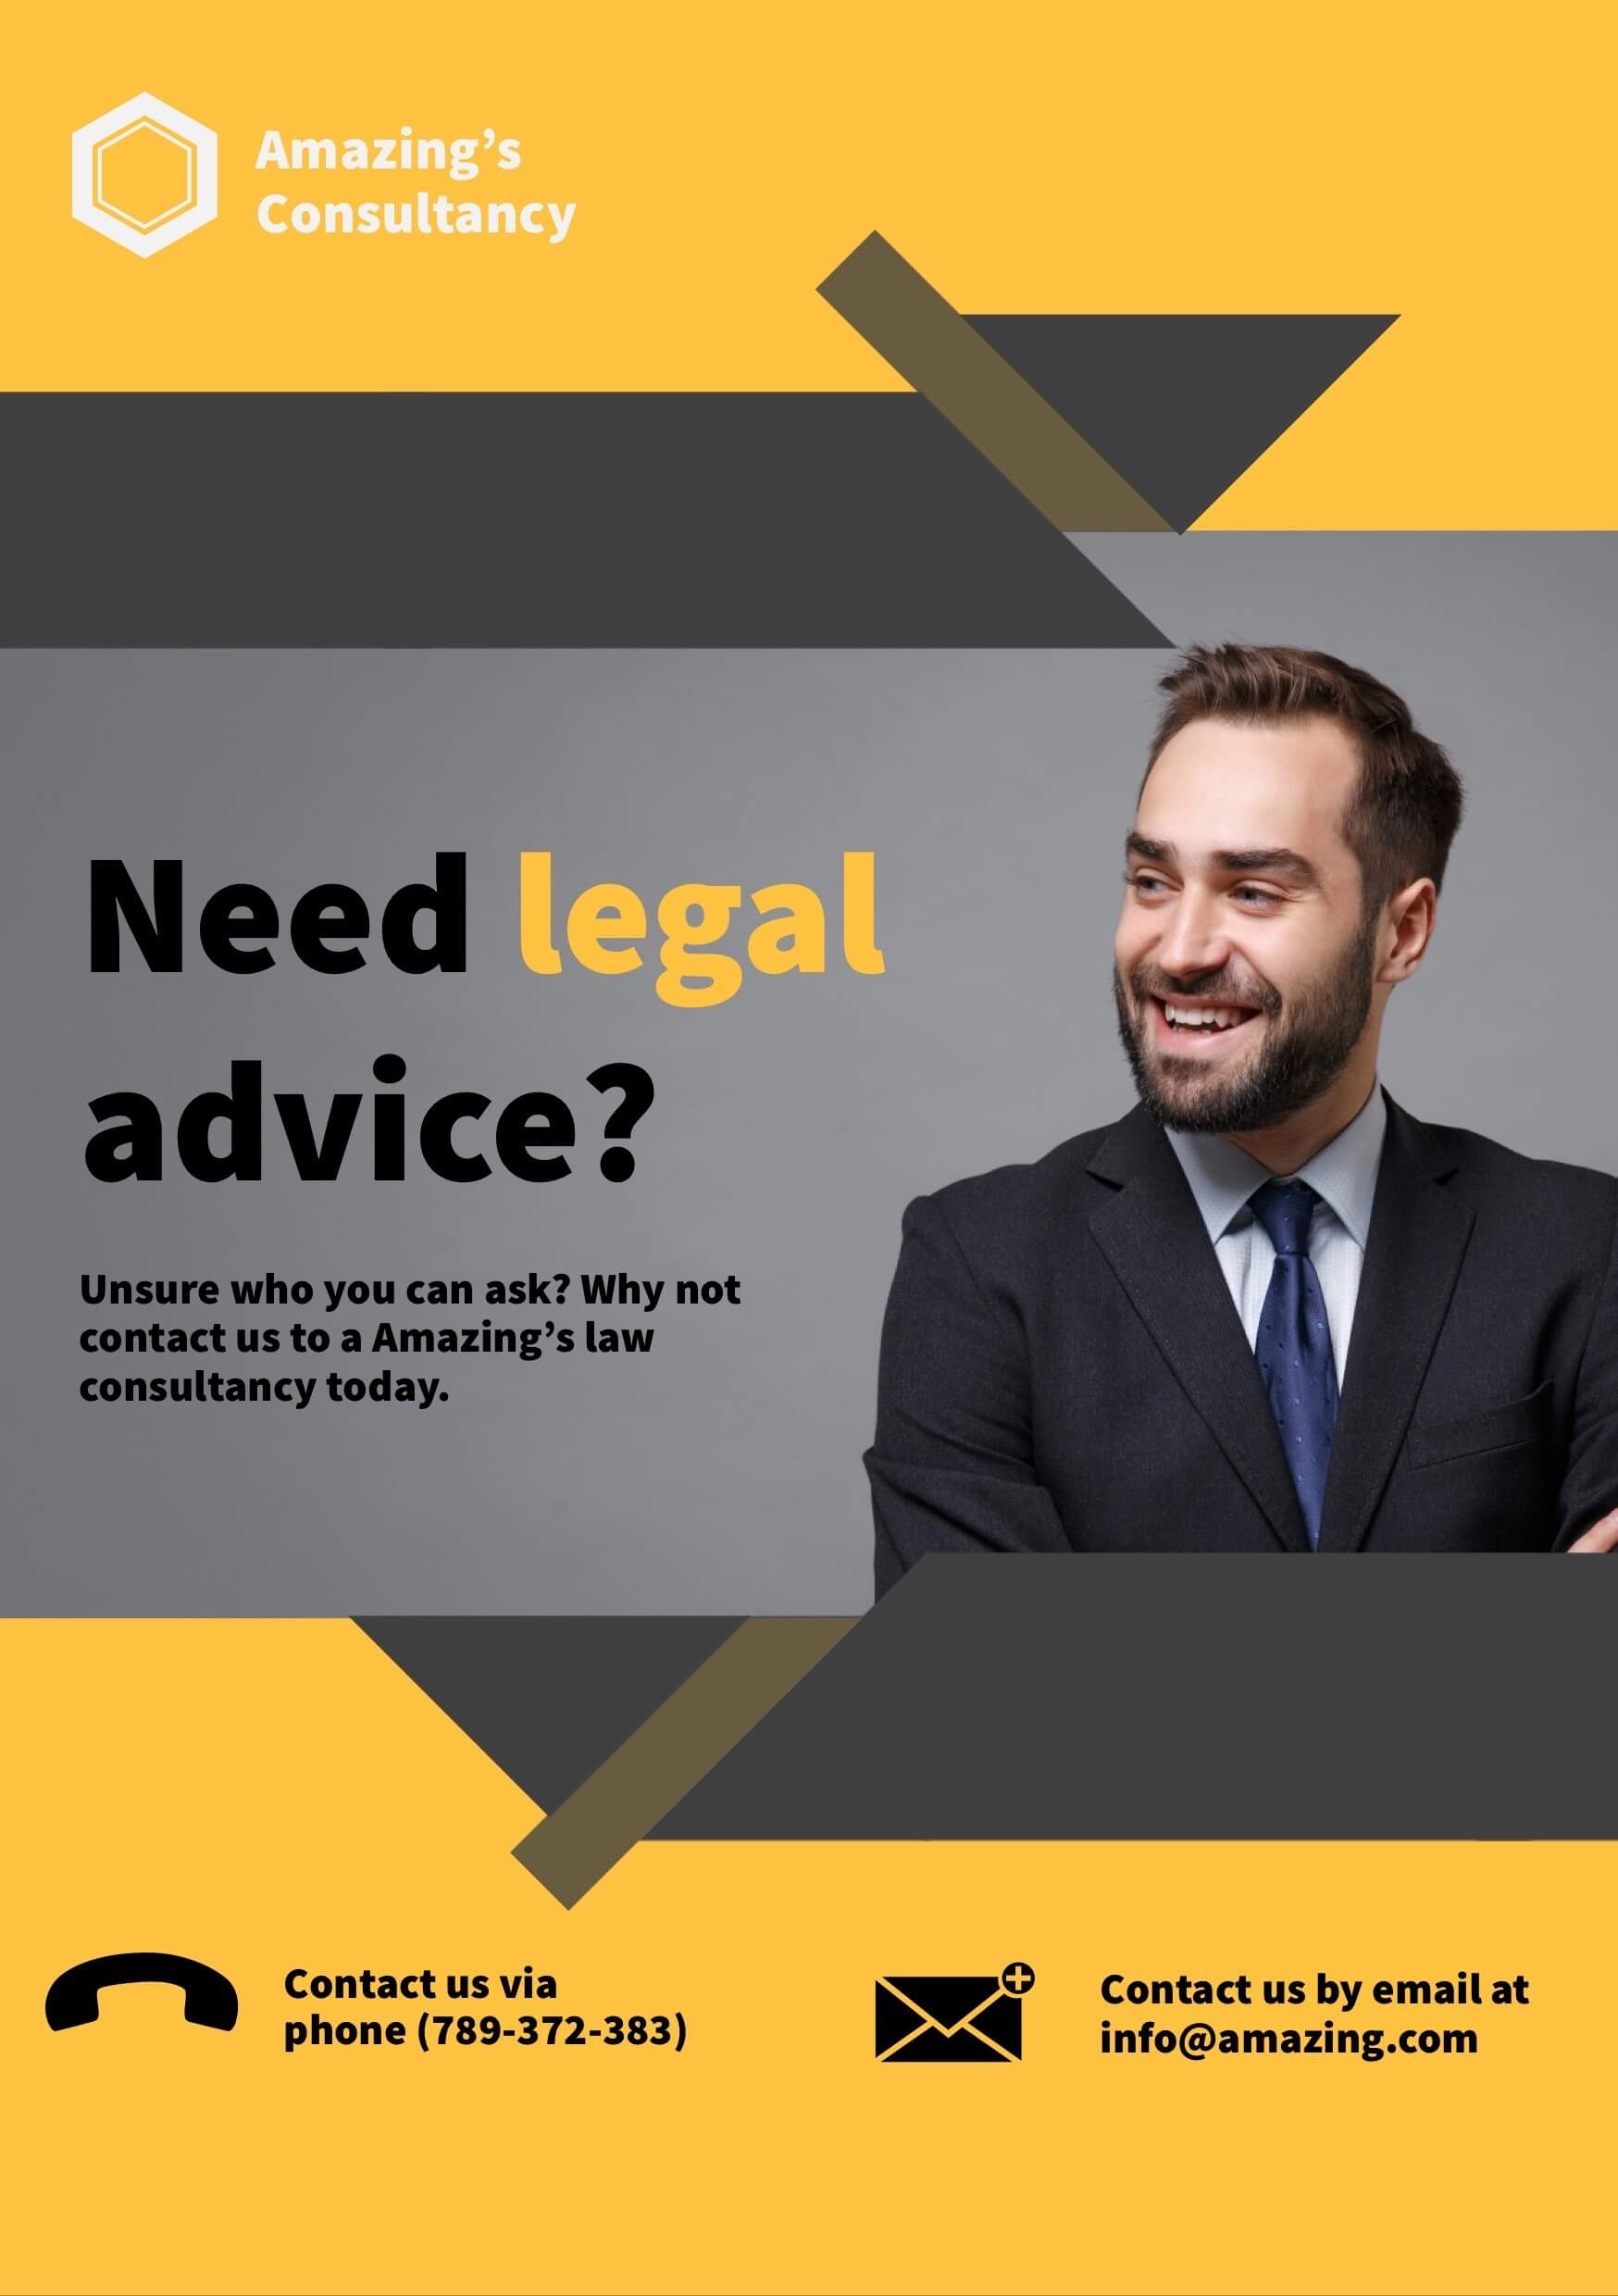 Amazing’s
Consultancy
Need legal
advice?
Unsure who you can ask? Why not
contact us to a Amazing’s law
consultancy today.
Contact us via
phone (789-372-383)
Contact us by email at
info@amazing.com